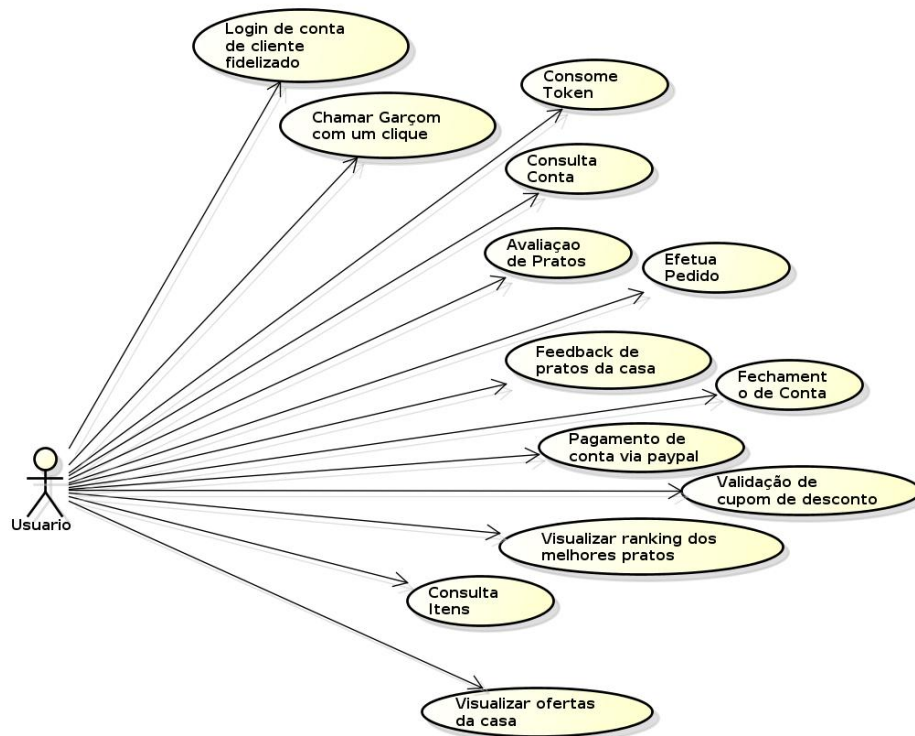 Login de conta
de cliente
fidelizado
Consome
Token
Chamar Garçom
com um clique
Consulta
Conta
Avaliaçao
de Pratos
Efetua
Pedido
Feedback de
pratos da casa
Fechament
o de Conta
Pagamento de
conta via paypal
Validação de
cupom de desconto
Usuario
Visualizar ranking dos
melhores pratos
Consulta
Itens
Visualizar ofertas
da casa